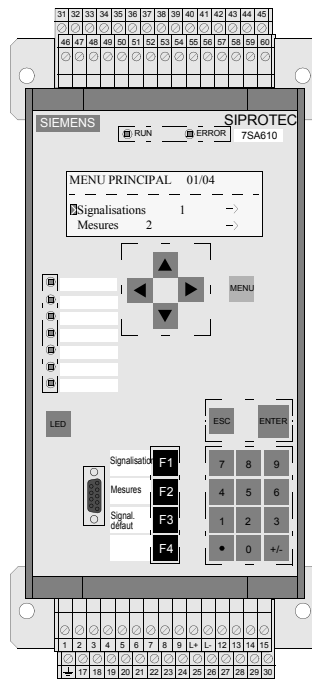 31 32 33 34 35 36 37 38 39 40 41 42 43 44 45
46 47 48 49 50 51 52 53 54 55 56 57 58 59 60
SIEMENS
SIPROTEC
RUN
ERROR
7SA610
MENU PRINCIPAL 01/04
Signalisations 1 ->
Mesures 2 ->
MENU
LED
ESC
ENTER
Signalisation
F1
7 8 9
Mesures
F2
4 5 6
Signal.
défaut
F3
1 2 3
F4
• 0 +/-
1 2 3 4 5 6 7 8 9 L+ L- 12 13 14 15
17 18 19 20 21 22 23 24 25 26 27 28 29 30